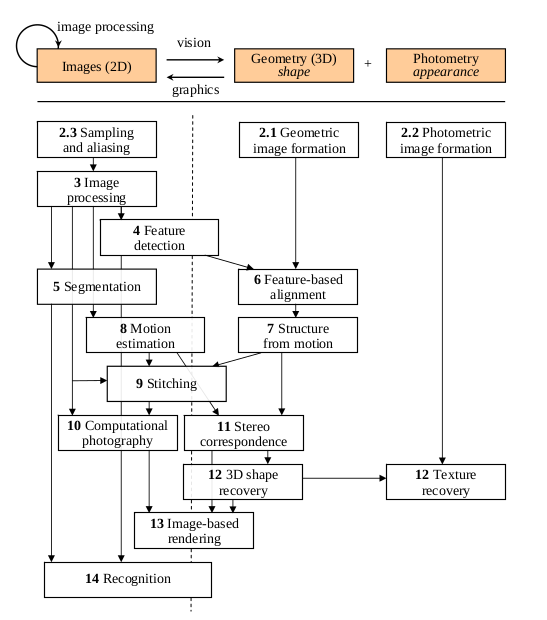 image processing
vision
Images (2D)
Geometry (3D)
shape
+
Photometry
appearance
graphics
2.3 Sampling
and aliasing
2.1 Geometric
image formation
2.2 Photometric
image formation
3 Image
processing
4 Feature
detection
5 Segmentation
6 Feature-based
alignment
8 Motion
estimation
7 Structure
from motion
9 Stitching
10 Computational
photography
11 Stereo
correspondence
12 3D shape
recovery
12 Texture
recovery
13 Image-based
rendering
14 Recognition